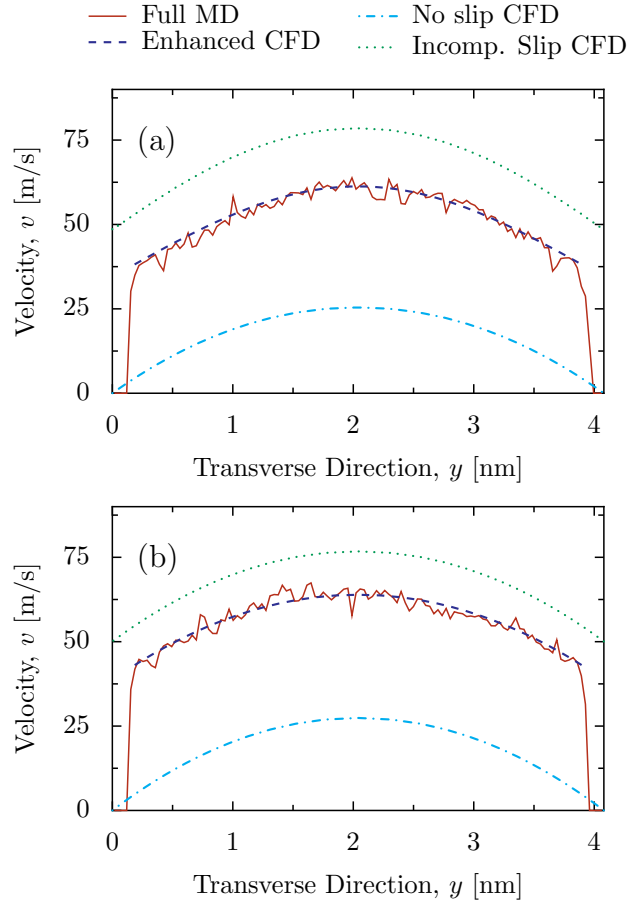 Full MD
No slip CFD
Enhanced CFD
Incomp. Slip CFD
(a)
Velocity, v [m/s]
75
50
25
0
0 1 2 3 4
Transverse Direction, y [nm]
(b)
Velocity, v [m/s]
75
50
25
0
0 1 2 3 4
Transverse Direction, y [nm]